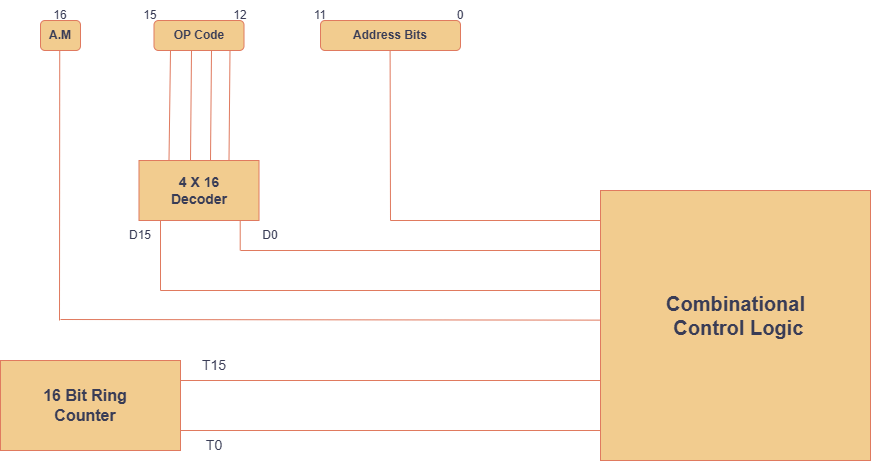 16
15
12
11
0
A.M
OP Code
Address Bits
4 X 16
Decoder
D15
D0
Combinational
Control Logic
T15
16 Bit Ring
Counter
T0